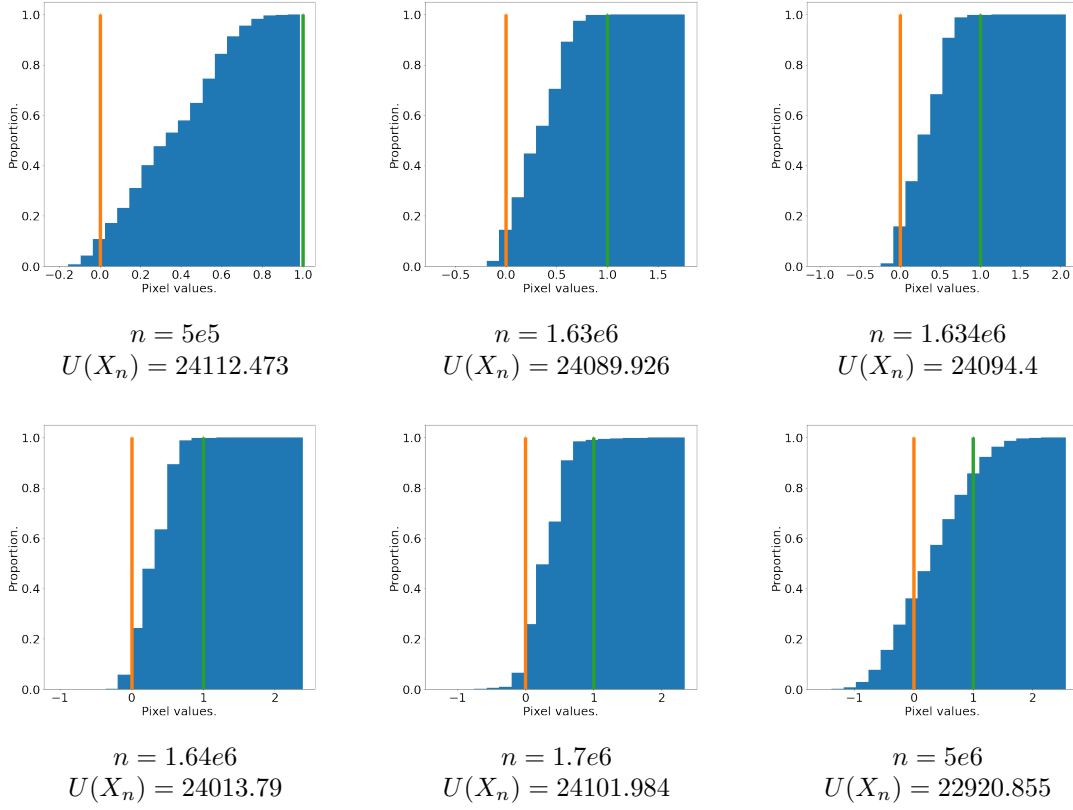 1.0
0.8
0.6
0.4
0.2
0.0
Proportion.
−0.2 0.0 0.2 0.4 0.6 0.8 1.0
Pixel values.
n = 5e5
U(Xₙ) = 24112.473
1.0
0.8
0.6
0.4
0.2
0.0
Proportion.
−0.5 0.0 0.5 1.0 1.5
Pixel values.
n = 1.63e6
U(Xₙ) = 24089.926
1.0
0.8
0.6
0.4
0.2
0.0
Proportion.
−1.0 −0.5 0.0 0.5 1.0 1.5 2.0
Pixel values.
n = 1.634e6
U(Xₙ) = 24094.4
1.0
0.8
0.6
0.4
0.2
0.0
Proportion.
−1 0 1 2
Pixel values.
n = 1.64e6
U(Xₙ) = 24013.79
1.0
0.8
0.6
0.4
0.2
0.0
Proportion.
−1 0 1 2
Pixel values.
n = 1.7e6
U(Xₙ) = 24101.984
1.0
0.8
0.6
0.4
0.2
0.0
Proportion.
−1 0 1 2
Pixel values.
n = 5e6
U(Xₙ) = 22920.855